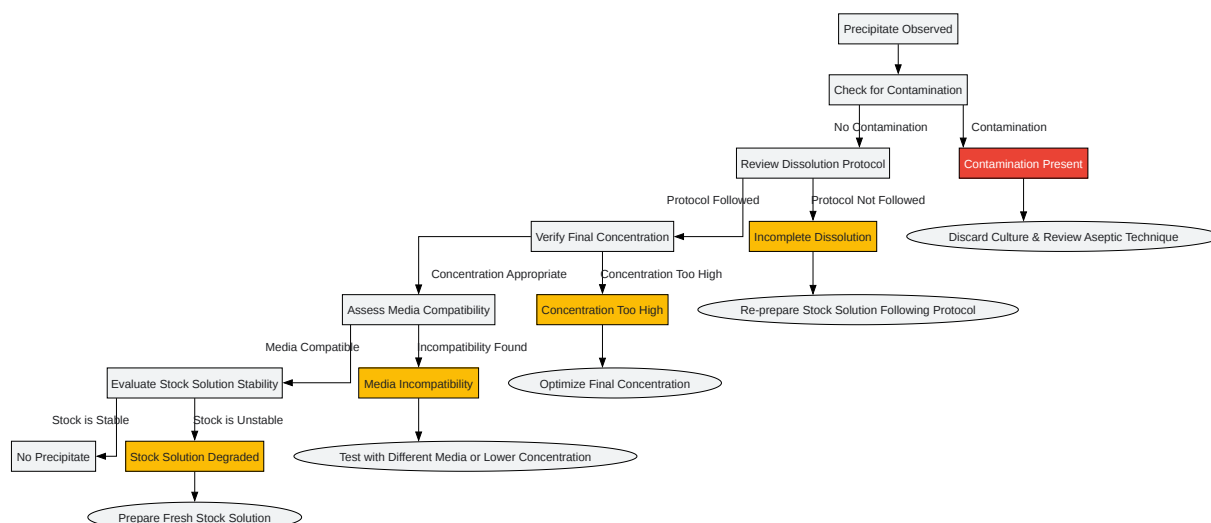 Precipitate Observed
Check for Contamination
No Contamination
Contamination
Review Dissolution Protocol
Contamination Present
Protocol Followed
Protocol Not Followed
Verify Final Concentration
Incomplete Dissolution
Discard Culture & Review Aseptic Technique
Concentration Appropriate
Concentration Too High
Assess Media Compatibility
Concentration Too High
Re-prepare Stock Solution Following Protocol
Media Compatible
Incompatibility Found
Evaluate Stock Solution Stability
Media Incompatibility
Optimize Final Concentration
Stock is Stable
Stock is Unstable
No Precipitate
Stock Solution Degraded
Test with Different Media or Lower Concentration
Prepare Fresh Stock Solution